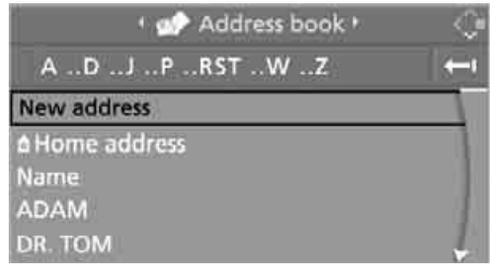 Address book
A ..D ..J ..P ..RST ..W ..Z
New address
Home address
Name
ADAM
DR. TOM